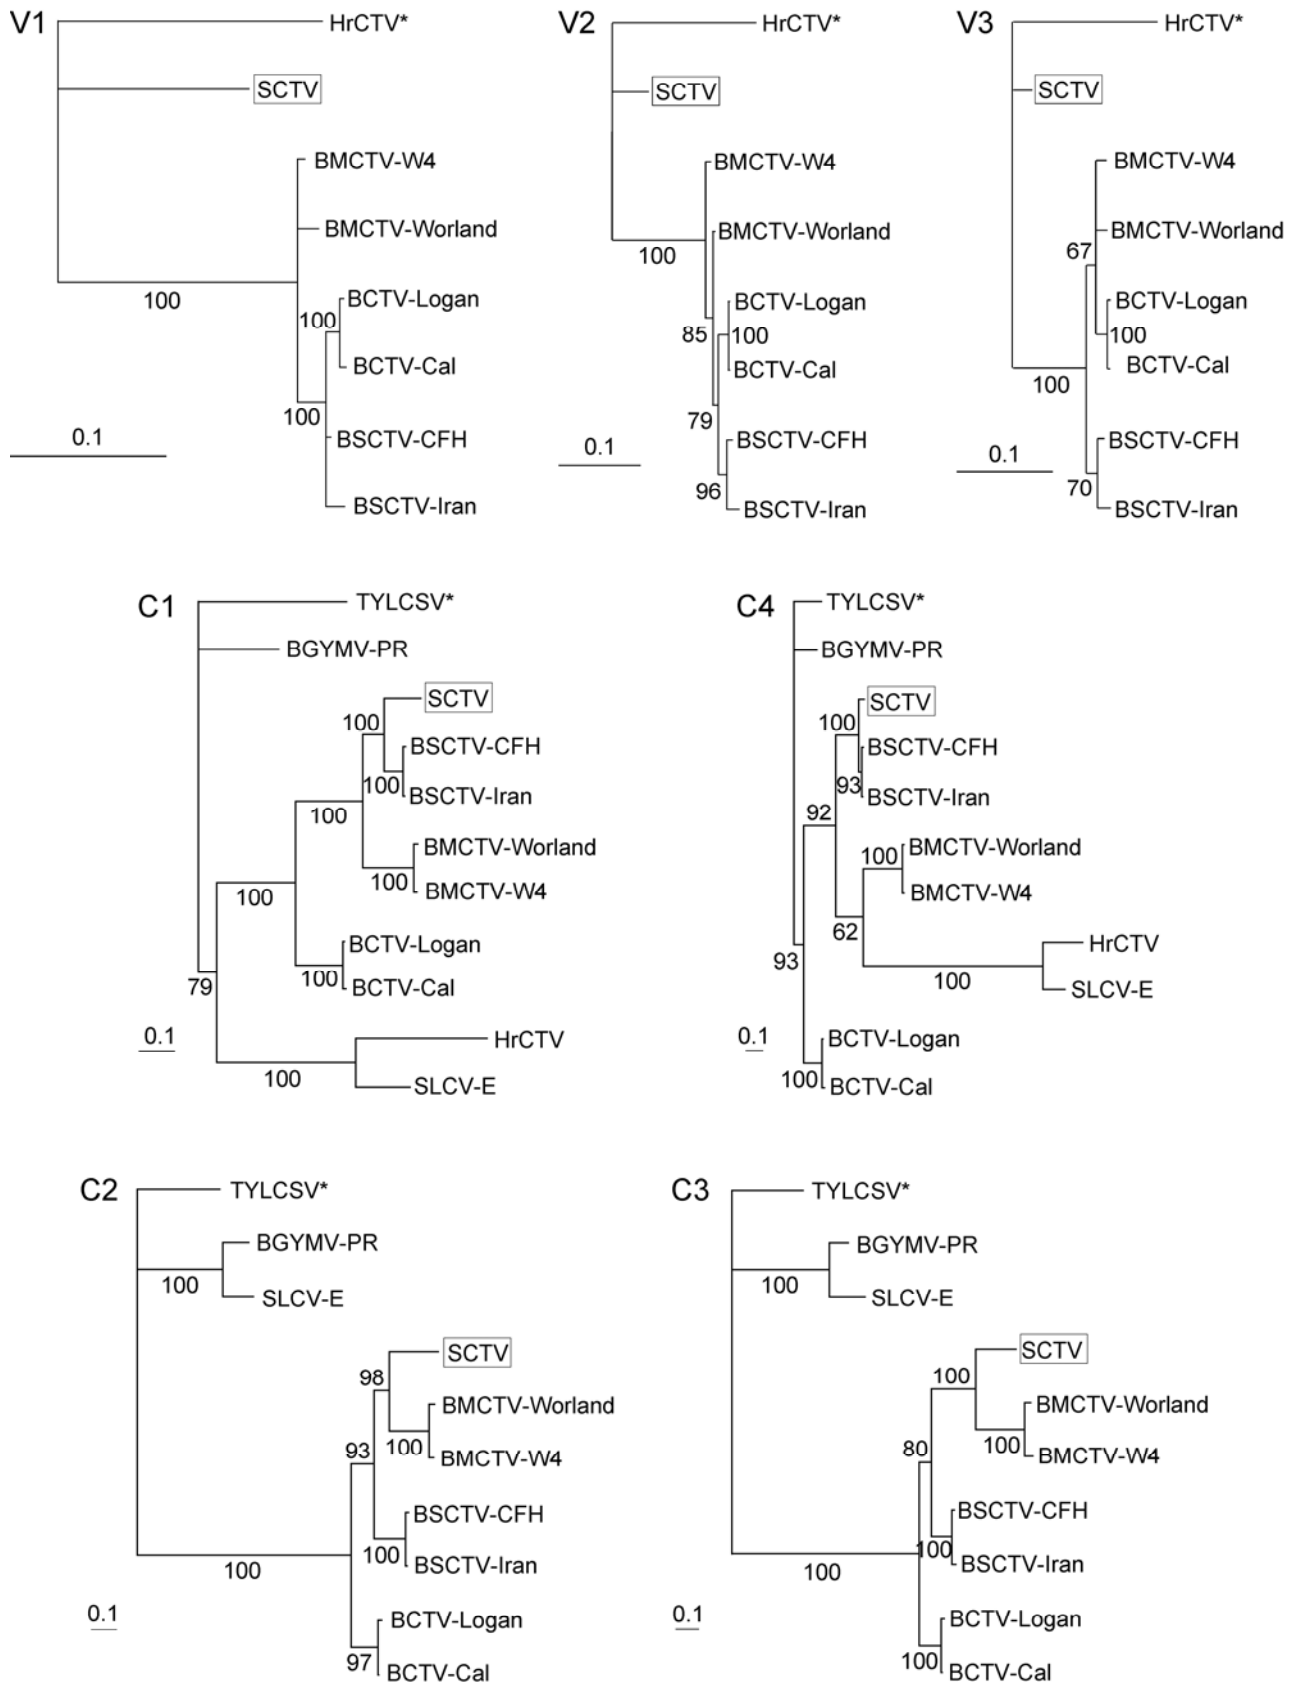 V1
HrCTV*
SCTV
BMCTV-W4
BMCTV-Worland
BCTV-Logan
100
100
BCTV-Cal
100
BSCTV-CFH
0.1
BSCTV-Iran
V2
HrCTV*
SCTV
BMCTV-W4
BMCTV-Worland
100
BCTV-Logan
85
100
BCTV-Cal
79
BSCTV-CFH
0.1
96
BSCTV-Iran
V3
HrCTV*
SCTV
BMCTV-W4
BMCTV-Worland
67
BCTV-Logan
100
BCTV-Cal
100
BSCTV-CFH
0.1
70
BSCTV-Iran
C1
TYLCSV*
BGYMV-PR
SCTV
100
BSCTV-CFH
100
BSCTV-Iran
100
BMCTV-Worland
100
BMCTV-W4
100
BCTV-Logan
100
BCTV-Cal
79
0.1
HrCTV
100
SLCV-E
C4
TYLCSV*
BGYMV-PR
SCTV
100
BSCTV-CFH
93
BSCTV-Iran
92
BMCTV-Worland
100
BMCTV-W4
62
HrCTV
93
100
SLCV-E
0.1
BCTV-Logan
100
BCTV-Cal
C2
TYLCSV*
BGYMV-PR
100
SLCV-E
SCTV
98
BMCTV-Worland
93
100
BMCTV-W4
BSCTV-CFH
100
BSCTV-Iran
100
0.1
BCTV-Logan
97
BCTV-Cal
C3
TYLCSV*
BGYMV-PR
100
SLCV-E
SCTV
100
BMCTV-Worland
80
100
BMCTV-W4
BSCTV-CFH
100
BSCTV-Iran
100
0.1
BCTV-Logan
100
BCTV-Cal